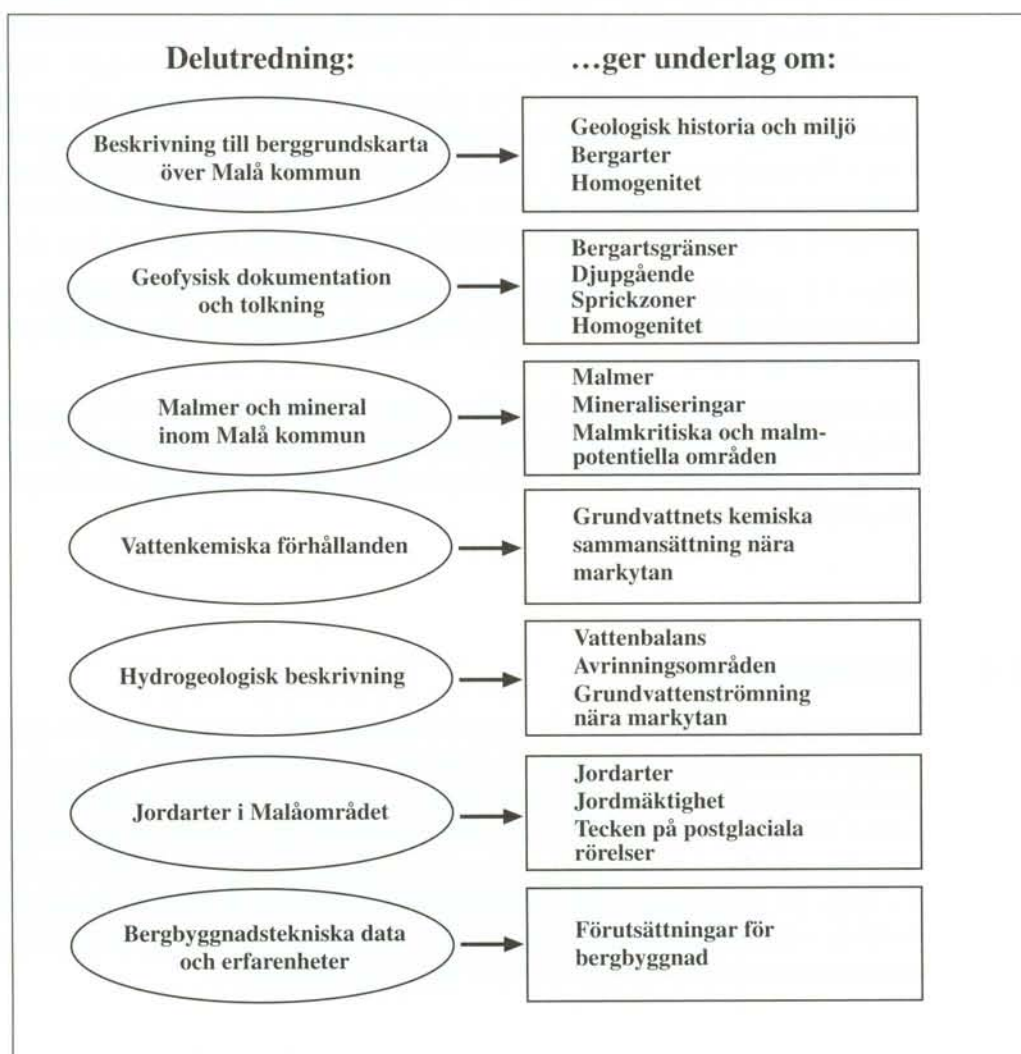 Delutredning:
...ger underlag om:
Beskrivning till berggrundskarta
över Malå kommun
Geologisk historia och miljö
Bergarter
Homogenitet
Geofysisk dokumentation
och tolkning
Bergartsgränser
Djupgående
Sprickzoner
Homogenitet
Malmer och mineral
inom Malå kommun
Malmer
Mineraliseringar
Malmkritiska och malm-
potentiella områden
Vattenkemiska förhållanden
Grundvattnets kemiska
sammansättning nära
markytan
Hydrogeologisk beskrivning
Vattenbalans
Avrinningsområden
Grundvattenströmning
nära markytan
Jordarter i Malåområdet
Jordarter
Jordmäktighet
Tecken på postglaciala
rörelser
Bergbyggnadstekniska data
och erfarenheter
Förutsättningar för
bergbyggnad